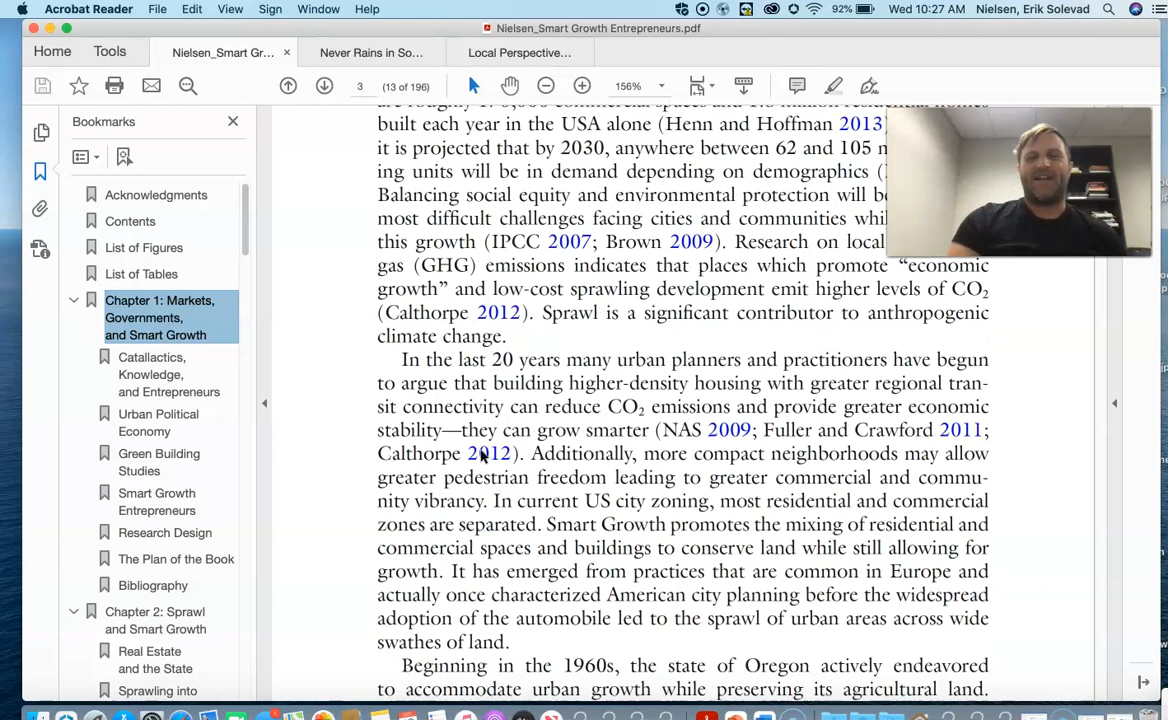 Acrobat Reader File Edit View Sign Window Help 92% Wed 10:27 AM Nielsen, Erik Solevad
Nielsen_Smart Growth Entrepreneurs.pdf
Home Tools Nielsen_Smart Gr... × Never Rains in So... Local Perspective...
3 (13 of 196) 156%
Bookmarks
Acknowledgments
Contents
List of Figures
List of Tables
Chapter 1: Markets,
Governments,
and Smart Growth
Catallactics,
Knowledge,
and Entrepreneurs
Urban Political
Economy
Green Building
Studies
Smart Growth
Entrepreneurs
Research Design
The Plan of the Book
Bibliography
Chapter 2: Sprawl
and Smart Growth
Real Estate
and the State
Sprawling into
built each year in the USA alone (Henn and Hoffman 2013)
it is projected that by 2030, anywhere between 62 and 105
ing units will be in demand depending on demographics (
Balancing social equity and environmental protection will be
most difficult challenges facing cities and communities
this growth (IPCC 2007; Brown 2009). Research on local
gas (GHG) emissions indicates that places which promote “economic
growth” and low-cost sprawling development emit higher levels of CO₂
(Calthorpe 2012). Sprawl is a significant contributor to anthropogenic
climate change.
In the last 20 years many urban planners and practitioners have begun
to argue that building higher-density housing with greater regional tran-
sit connectivity can reduce CO₂ emissions and provide greater economic
stability—they can grow smarter (NAS 2009; Fuller and Crawford 2011;
Calthorpe 2012). Additionally, more compact neighborhoods may allow
greater pedestrian freedom leading to greater commercial and commu-
nity vibrancy. In current US city zoning, most residential and commercial
zones are separated. Smart Growth promotes the mixing of residential and
commercial spaces and buildings to conserve land while still allowing for
growth. It has emerged from practices that are common in Europe and
actually once characterized American city planning before the widespread
adoption of the automobile led to the sprawl of urban areas across wide
swathes of land.
Beginning in the 1960s, the state of Oregon actively endeavored
to accommodate urban growth while preserving its agricultural land.